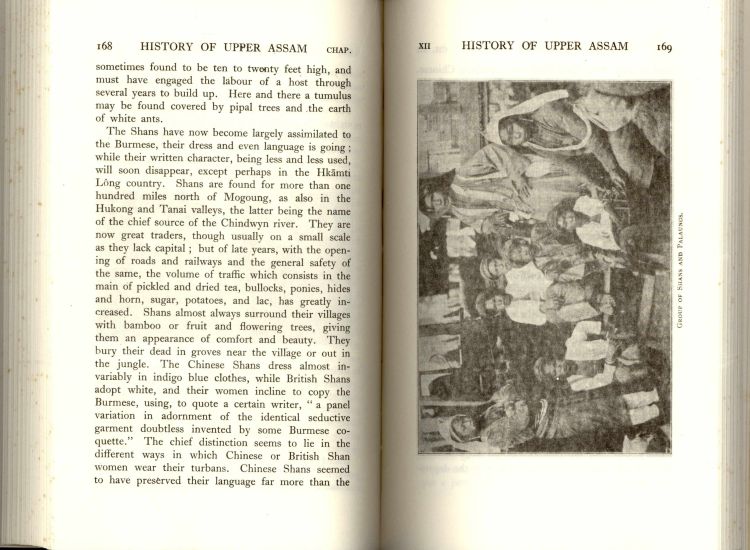 168 HISTORY OF UPPER ASSAM CHAP.
sometimes found to be ten to twenty feet high, and
must have engaged the labour of a host through
several years to build up. Here and there a tumulus
may be found covered by pipal trees and the earth
of white ants.
The Shans have now become largely assimilated to
the Burmese, their dress and even language is going ;
while their written character, being less and less used,
will soon disappear, except perhaps in the Hkāmti
Lông country. Shans are found for more than one
hundred miles north of Mogoung, as also in the
Hukong and Tanai valleys, the latter being the name
of the chief source of the Chindwyn river. They are
now great traders, though usually on a small scale
as they lack capital ; but of late years, with the open-
ing of roads and railways and the general safety of
the same, the volume of traffic which consists in the
main of pickled and dried tea, bullocks, ponies, hides
and horn, sugar, potatoes, and lac, has greatly in-
creased. Shans almost always surround their villages
with bamboo or fruit and flowering trees, giving
them an appearance of comfort and beauty. They
bury their dead in groves near the village or out in
the jungle. The Chinese Shans dress almost in-
variably in indigo blue clothes, while British Shans
adopt white, and their women incline to copy the
Burmese, using, to quote a certain writer, “ a panel
variation in adornment of the identical seductive
garment doubtless invented by some Burmese co-
quette.” The chief distinction seems to lie in the
different ways in which Chinese or British Shan
women wear their turbans. Chinese Shans seemed
to have preserved their language far more than the
XII HISTORY OF UPPER ASSAM 169
GROUP OF SHANS AND PALAUNGS.